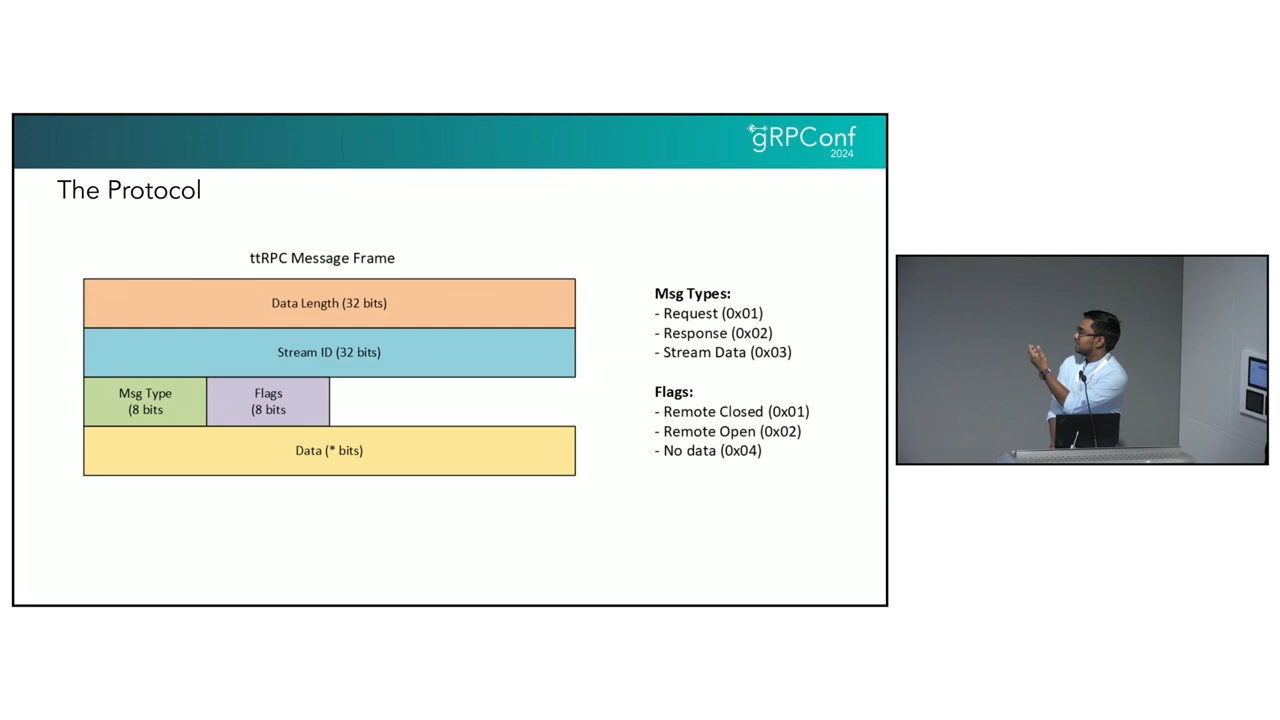 gRPConf
2024
The Protocol
ttRPC Message Frame
Data Length (32 bits)
Stream ID (32 bits)
Msg Type
(8 bits
Flags
(8 bits
Data (* bits)
Msg Types:
- Request (0x01)
- Response (0x02)
- Stream Data (0x03)
Flags:
- Remote Closed (0x01)
- Remote Open (0x02)
- No data (0x04)